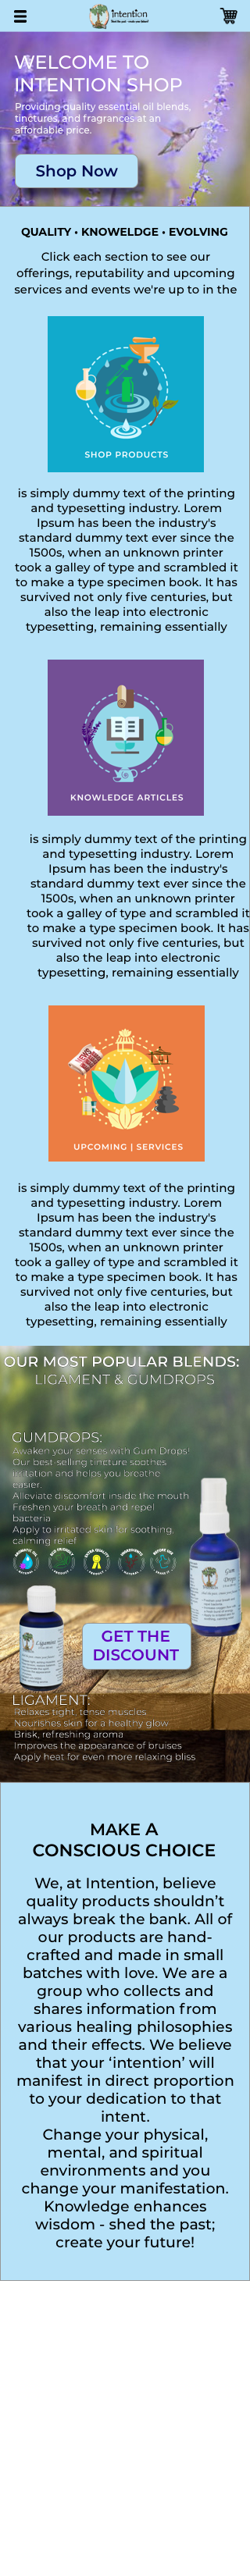 intention
WELCOME TO
INTENTION SHOP
Providing quality essential oil blends,
tinctures, and fragrances at an
affordable price.
Shop Now
QUALITY • KNOWELDGE • EVOLVING
Click each section to see our
offerings, reputability and upcoming
services and events we're up to in the
SHOP PRODUCTS
is simply dummy text of the printing
and typesetting industry. Lorem
Ipsum has been the industry's
standard dummy text ever since the
1500s, when an unknown printer
took a galley of type and scrambled it
to make a type specimen book. It has
survived not only five centuries, but
also the leap into electronic
typesetting, remaining essentially
KNOWLEDGE ARTICLES
is simply dummy text of the printing
and typesetting industry. Lorem
Ipsum has been the industry's
standard dummy text ever since the
1500s, when an unknown printer
took a galley of type and scrambled it
to make a type specimen book. It has
survived not only five centuries, but
also the leap into electronic
typesetting, remaining essentially
NEWS
UPCOMING | SERVICES
is simply dummy text of the printing
and typesetting industry. Lorem
Ipsum has been the industry's
standard dummy text ever since the
1500s, when an unknown printer
took a galley of type and scrambled it
to make a type specimen book. It has
survived not only five centuries, but
also the leap into electronic
typesetting, remaining essentially
OUR MOST POPULAR BLENDS:
LIGAMENT & GUMDROPS
GUMDROPS:
Awaken your senses with Gum Drops!
Our best-selling tincture soothes
irritation and helps you breathe
easier.
Alleviate discomfort inside the mouth
Freshen your breath and repel
bacteria
Apply to irritated skin for soothing,
calming relief
Gum
Drops
Ligament
GET THE
DISCOUNT
LIGAMENT:
Relaxes tight, tense muscles
Nourishes skin for a healthy glow
Brisk, refreshing aroma
Improves the appearance of bruises
Apply heat for even more relaxing bliss
MAKE A
CONSCIOUS CHOICE
We, at Intention, believe
quality products shouldn't
always break the bank. All of
our products are hand-
crafted and made in small
batches with love. We are a
group who collects and
shares information from
various healing philosophies
and their effects. We believe
that your ‘intention’ will
manifest in direct proportion
to your dedication to that
intent.
Change your physical,
mental, and spiritual
environments and you
change your manifestation.
Knowledge enhances
wisdom - shed the past;
create your future!